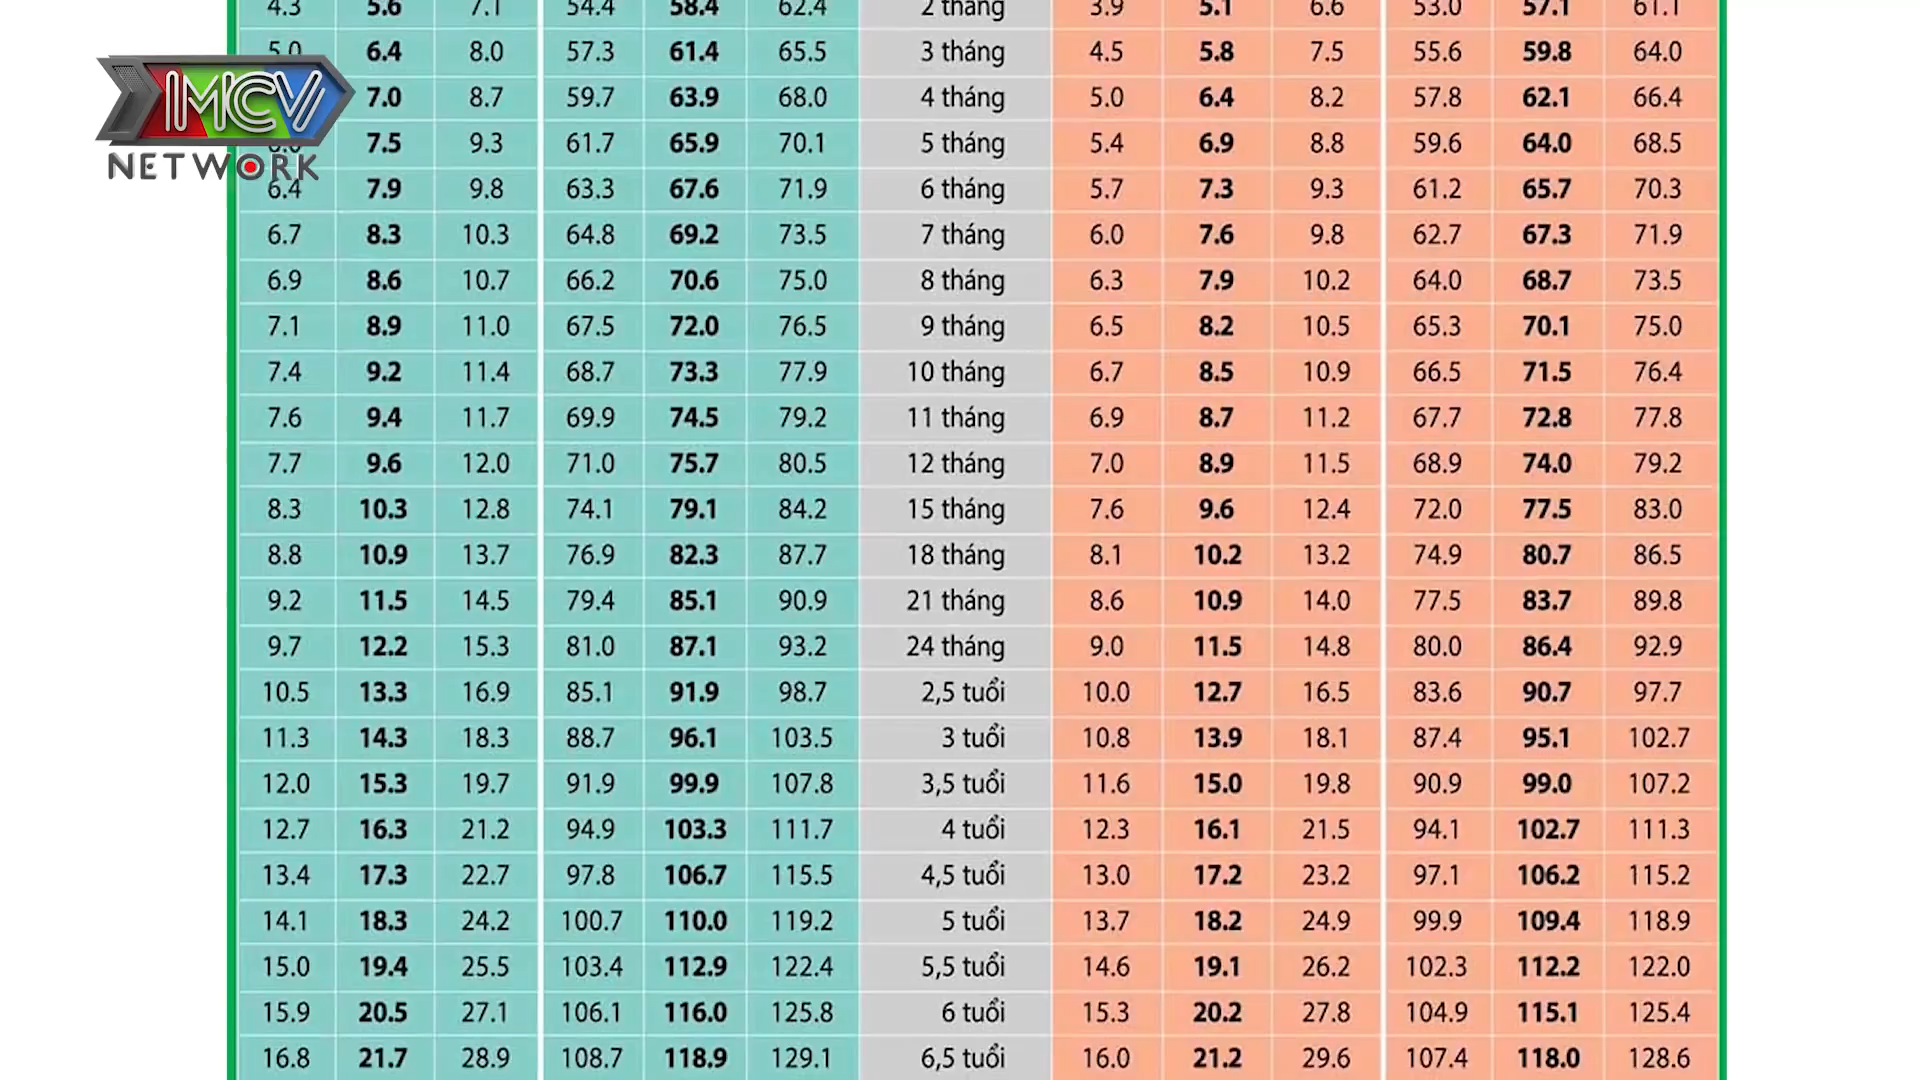 4.3 5.6 7.1 54.4 58.4 62.4 2 tháng 3.9 5.1 6.6 53.0 57.1 61.1
5.0 6.4 8.0 57.3 61.4 65.5 3 tháng 4.5 5.8 7.5 55.6 59.8 64.0
MCV
NETWORK
7.0 8.7 59.7 63.9 68.0 4 tháng 5.0 6.4 8.2 57.8 62.1 66.4
7.5 9.3 61.7 65.9 70.1 5 tháng 5.4 6.9 8.8 59.6 64.0 68.5
6.4 7.9 9.8 63.3 67.6 71.9 6 tháng 5.7 7.3 9.3 61.2 65.7 70.3
6.7 8.3 10.3 64.8 69.2 73.5 7 tháng 6.0 7.6 9.8 62.7 67.3 71.9
6.9 8.6 10.7 66.2 70.6 75.0 8 tháng 6.3 7.9 10.2 64.0 68.7 73.5
7.1 8.9 11.0 67.5 72.0 76.5 9 tháng 6.5 8.2 10.5 65.3 70.1 75.0
7.4 9.2 11.4 68.7 73.3 77.9 10 tháng 6.7 8.5 10.9 66.5 71.5 76.4
7.6 9.4 11.7 69.9 74.5 79.2 11 tháng 6.9 8.7 11.2 67.7 72.8 77.8
7.7 9.6 12.0 71.0 75.7 80.5 12 tháng 7.0 8.9 11.5 68.9 74.0 79.2
8.3 10.3 12.8 74.1 79.1 84.2 15 tháng 7.6 9.6 12.4 72.0 77.5 83.0
8.8 10.9 13.7 76.9 82.3 87.7 18 tháng 8.1 10.2 13.2 74.9 80.7 86.5
9.2 11.5 14.5 79.4 85.1 90.9 21 tháng 8.6 10.9 14.0 77.5 83.7 89.8
9.7 12.2 15.3 81.0 87.1 93.2 24 tháng 9.0 11.5 14.8 80.0 86.4 92.9
10.5 13.3 16.9 85.1 91.9 98.7 2,5 tuổi 10.0 12.7 16.5 83.6 90.7 97.7
11.3 14.3 18.3 88.7 96.1 103.5 3 tuổi 10.8 13.9 18.1 87.4 95.1 102.7
12.0 15.3 19.7 91.9 99.9 107.8 3,5 tuổi 11.6 15.0 19.8 90.9 99.0 107.2
12.7 16.3 21.2 94.9 103.3 111.7 4 tuổi 12.3 16.1 21.5 94.1 102.7 111.3
13.4 17.3 22.7 97.8 106.7 115.5 4,5 tuổi 13.0 17.2 23.2 97.1 106.2 115.2
14.1 18.3 24.2 100.7 110.0 119.2 5 tuổi 13.7 18.2 24.9 99.9 109.4 118.9
15.0 19.4 25.5 103.4 112.9 122.4 5,5 tuổi 14.6 19.1 26.2 102.3 112.2 122.0
15.9 20.5 27.1 106.1 116.0 125.8 6 tuổi 15.3 20.2 27.8 104.9 115.1 125.4
16.8 21.7 28.9 108.7 118.9 129.1 6,5 tuổi 16.0 21.2 29.6 107.4 118.0 128.6